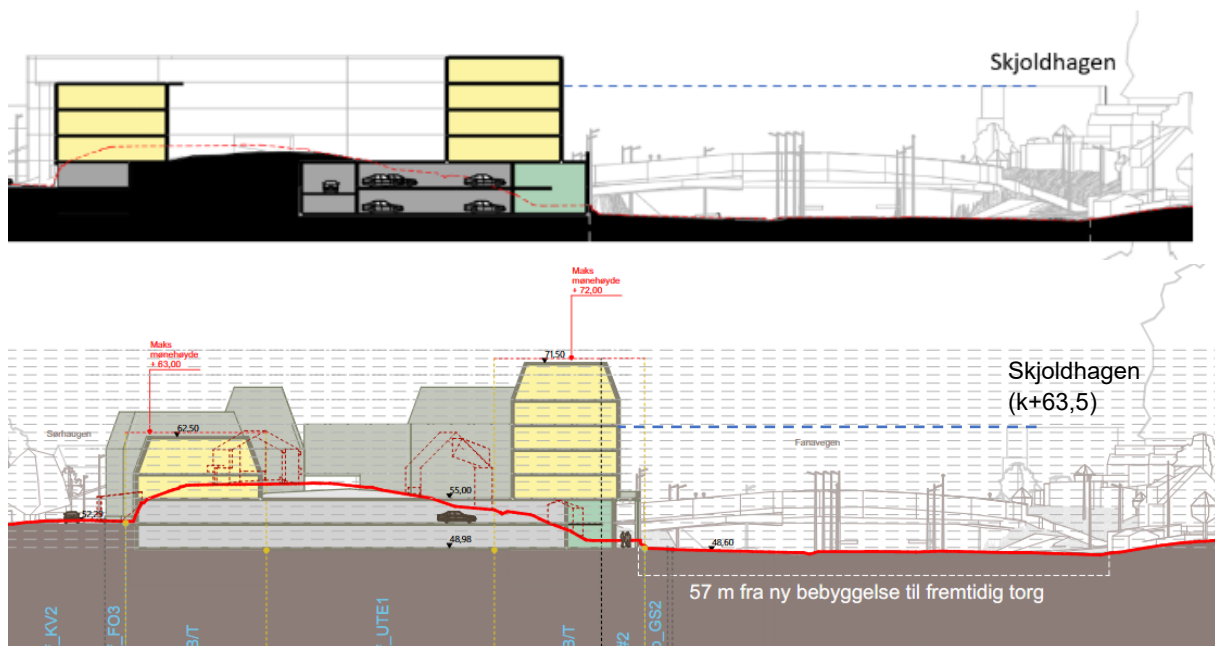 Skjoldhagen
Maks
mønehøyde
+ 72,00
Maks
mønehøyde
+ 63,00
71,50
Skjoldhagen
(k+63,5)
Sørhaugen
62,50
Fanavegen
55,00
52,29
48,98
48,60
57 m fra ny bebyggelse til fremtidig torg
_KV2
_FO3
B/T
_UTE1
B/T
#2
_GS2